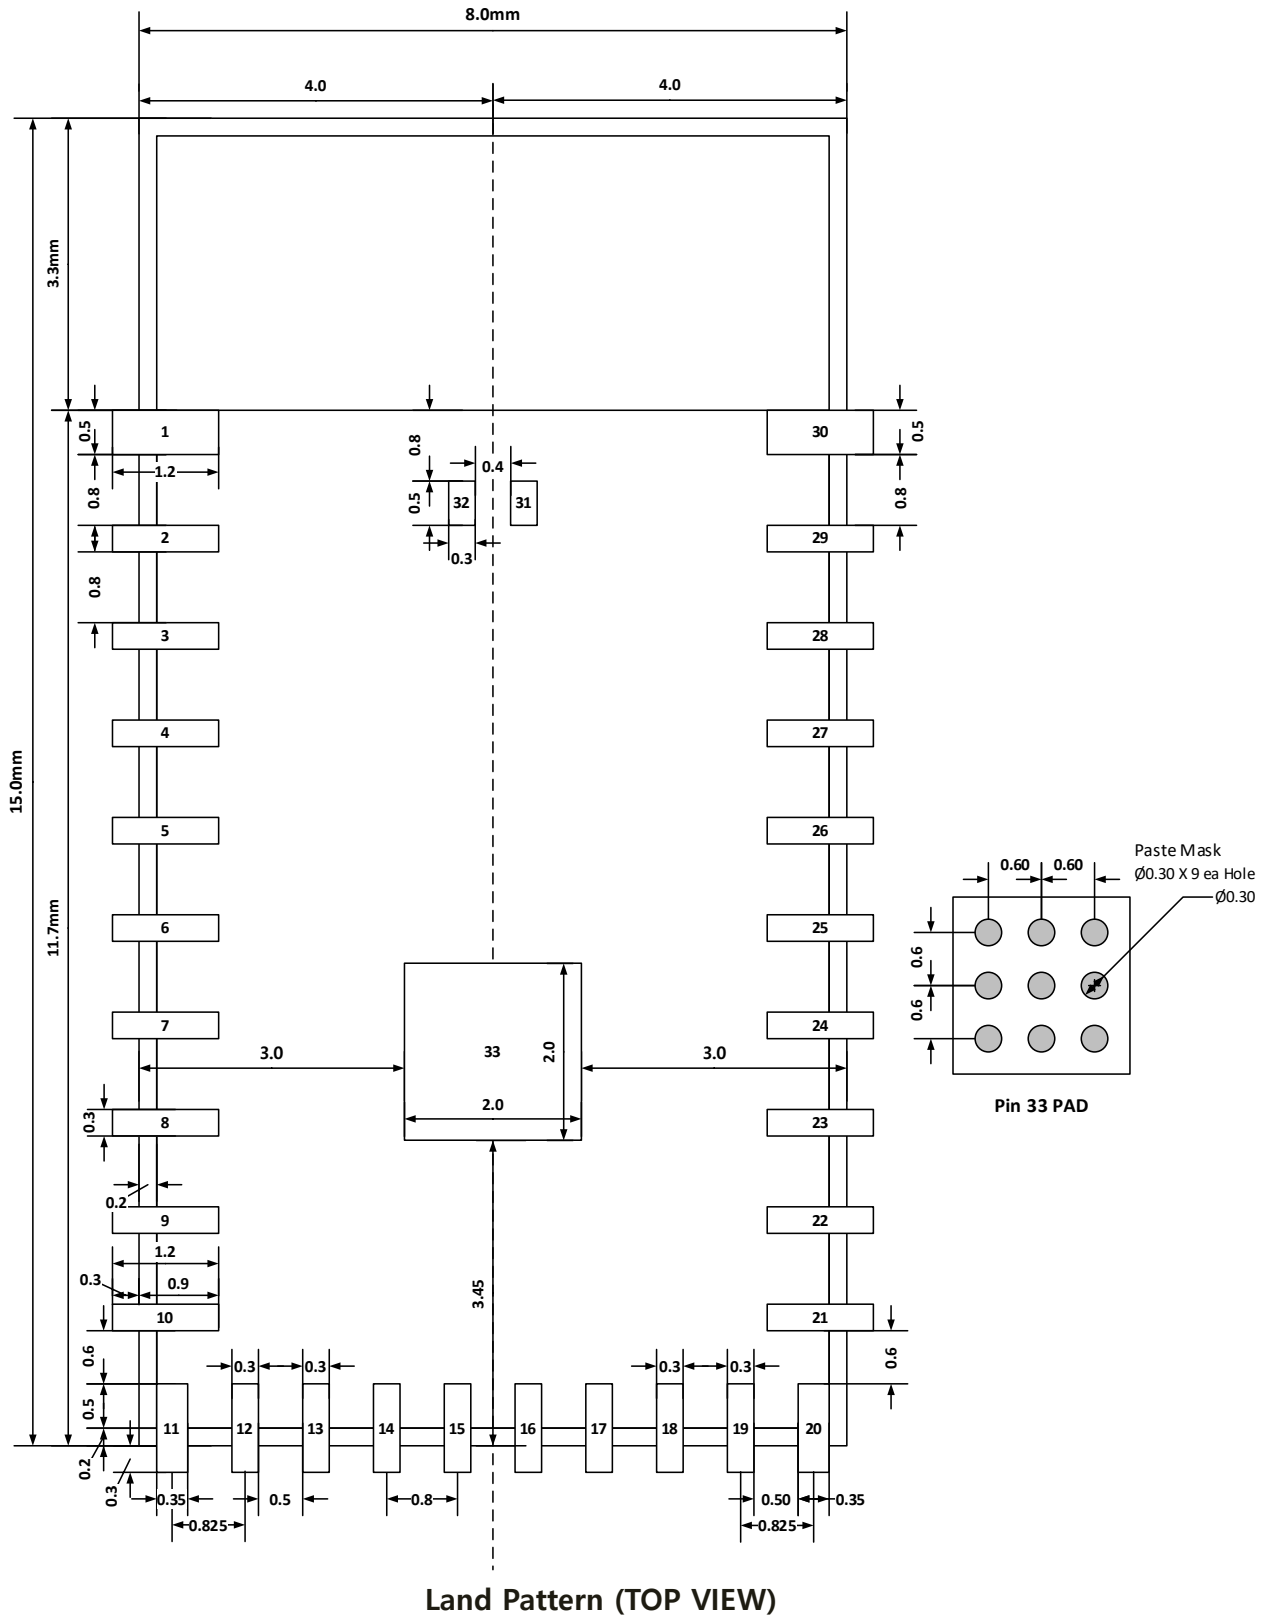 8.0mm
4.0 4.0
3.3mm
15.0mm
11.7mm
0.5 1 1.2 30 0.5
0.8 0.4
0.8 0.5 32 31 0.8
0.3
2 29
0.8
3 28
4 27
5 26
6 25
7 24
3.0 33 2.0 3.0
2.0
0.3 8 23
0.2
9 22
1.2
0.3 0.9
10 21
3.45
0.6 0.6
0.3 0.3 0.3 0.3
0.5 11 12 13 14 15 16 17 18 19 20
0.2
0.3
0.35 0.5 0.8 0.50 0.35
0.825 0.825
Paste Mask
Ø0.30 X 9 ea Hole
Ø0.30
0.60 0.60
0.6
0.6
Pin 33 PAD
Land Pattern (TOP VIEW)